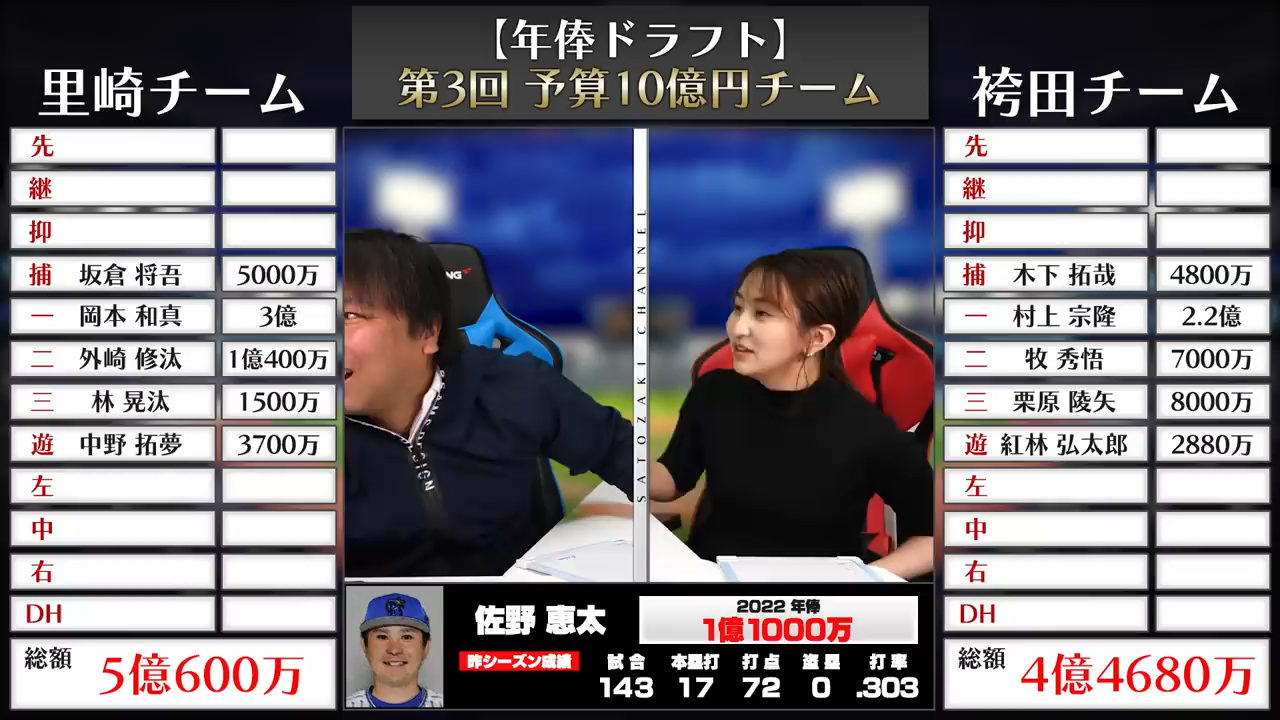 【年俸ドラフト】
第3回 予算10億円チーム
里崎チーム
先
継
抑
捕 坂倉 将吾 5000万
一 岡本 和真 3億
二 外崎 修汰 1億400万
三 林 晃汰 1500万
遊 中野 拓夢 3700万
左
中
右
DH
総額 5億600万
SATOZAKI CHANNEL
袴田チーム
先
継
抑
捕 木下 拓哉 4800万
一 村上 宗隆 2.2億
二 牧 秀悟 7000万
三 栗原 陵矢 8000万
遊 紅林 弘太郎 2880万
左
中
右
DH
総額 4億4680万
佐野 恵太
2022 年俸
1億1000万
昨シーズン成績 試合 本塁打 打点 盗塁 打率
143 17 72 0 .303